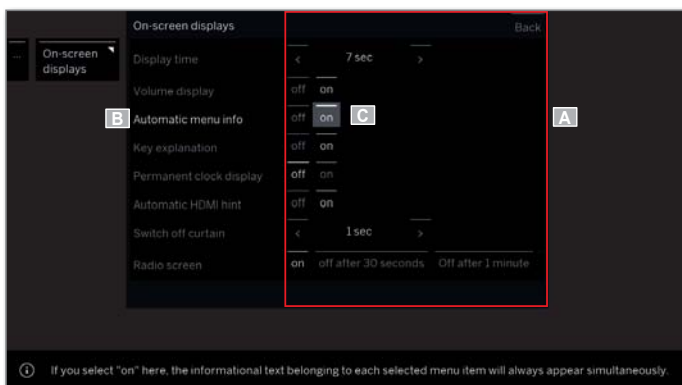 On-screen displays Back
... On-screen displays
Display time < 7 sec >
Volume display off on
B Automatic menu info off on C A
Key explanation off on
Permanent clock display off on
Automatic HDMI hint off on
Switch off curtain < 1 sec >
Radio screen on off after 30 seconds Off after 1 minute
i If you select "on" here, the informational text belonging to each selected menu item will always appear simultaneously.